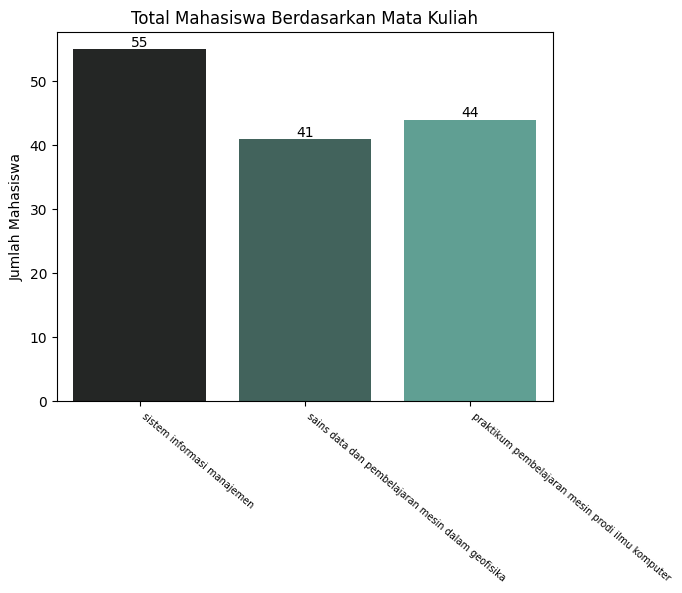 Total Mahasiswa Berdasarkan Mata Kuliah
55
41
44
50
40
30
20
10
0
Jumlah Mahasiswa
sistem informasi manajemen
sains data dan pembelajaran mesin dalam geofisika
praktikum pembelajaran mesin prodi ilmu komputer